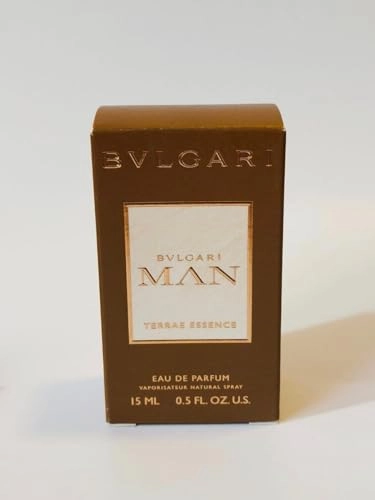 BVLGARI
BVLGARI
MAN
TERRAE ESSENCE
EAU DE PARFUM
VAPORISATEUR NATURAL SPRAY
15 ML 0.5 FL. OZ. U.S.